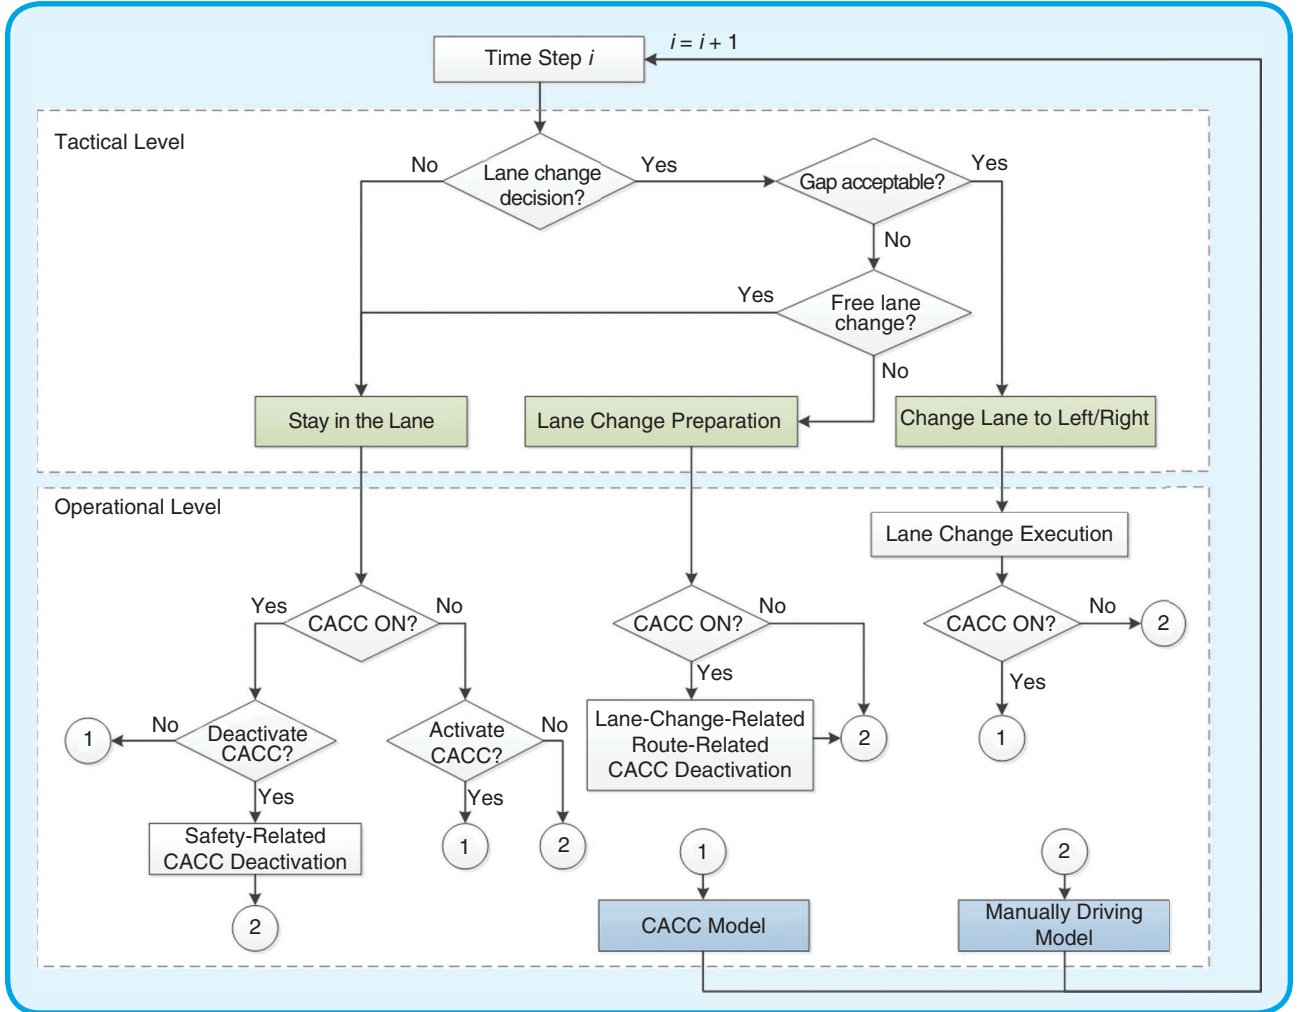 i = i + 1
Time Step i
Tactical Level
No
Lane change
decision?
Yes
Gap acceptable?
Yes
No
Yes
Free lane
change?
No
Stay in the Lane
Lane Change Preparation
Change Lane to Left/Right
Operational Level
Lane Change Execution
Yes
CACC ON?
No
CACC ON?
No
CACC ON?
No
2
Yes
Yes
1
No
Deactivate
CACC?
Activate
CACC?
No
Lane-Change-Related
Route-Related
CACC Deactivation
2
1
Yes
Yes
Safety-Related
CACC Deactivation
1
2
1
2
2
CACC Model
Manually Driving
Model